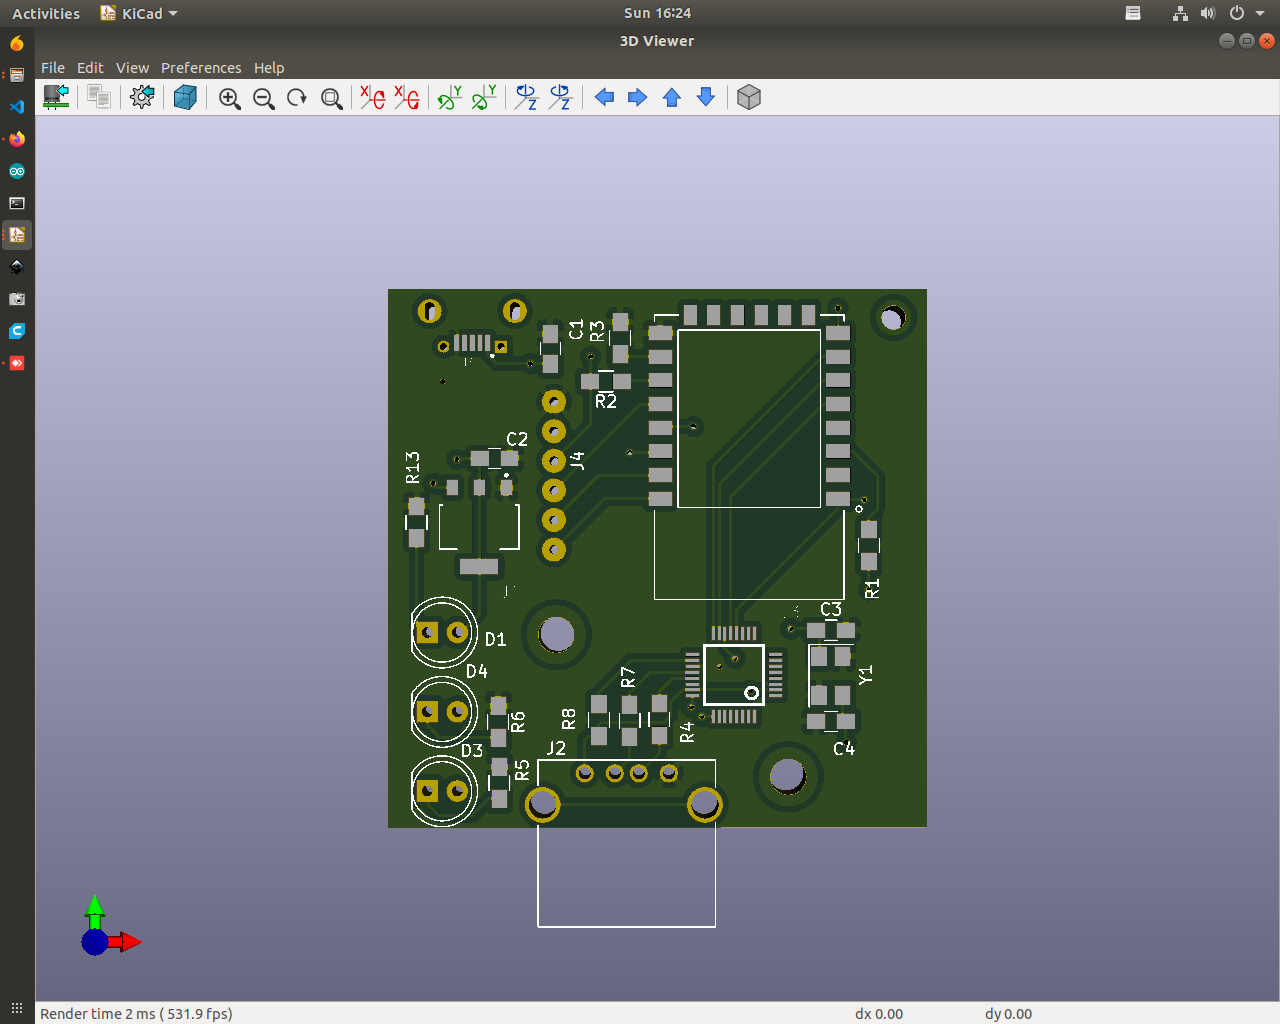 Activities KiCad Sun 16:24
3D Viewer
File Edit View Preferences Help
X X Y Y Z Z
C1
R3
R2
C2
J4
R13
R1
C3
D1
Y1
D4
R7
R6
R8
R4
J2
D3
C4
R5
Render time 2 ms ( 531.9 fps) dx 0.00 dy 0.00